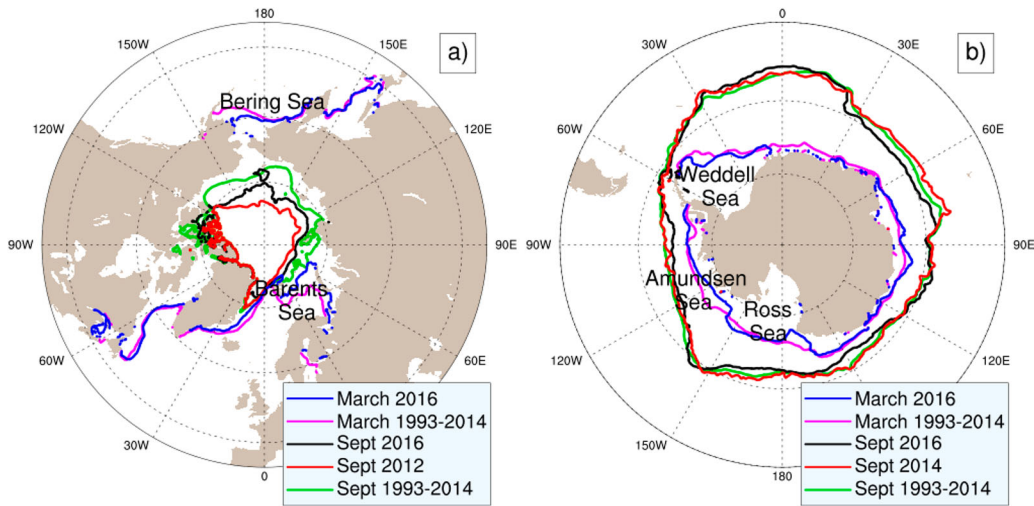 180
150W
150E
a)
Bering Sea
120W
120E
90W
90E
Barents
Sea
60W
60E
30W
0
March 2016
March 1993-2014
Sept 2016
Sept 2012
Sept 1993-2014
0
30W
30E
b)
60W
60E
Weddell
Sea
90W
90E
Amundsen
Sea
Ross
Sea
120W
120E
150W
180
March 2016
March 1993-2014
Sept 2016
Sept 2014
Sept 1993-2014